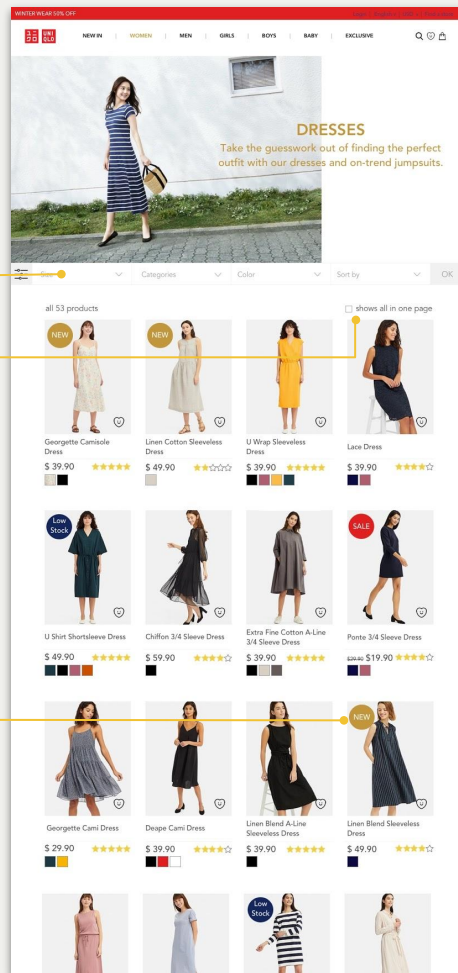 WINTER WEAR 50% OFF
UNI
QLO
NEW IN | WOMEN | MEN | GIRLS | BOYS | BABY | EXCLUSIVE
DRESSES
Take the guesswork out of finding the perfect
outfit with our dresses and on-trend jumpsuits.
Size Categories Color Sort by OK
all 53 products
shows all in one page
NEW
NEW
Georgette Camisole
Dress
$ 39.90
Linen Cotton Sleeveless
Dress
$ 49.90
U Wrap Sleeveless
Dress
$ 39.90
Lace Dress
$ 39.90
Low
Stock
SALE
U Shirt Shortsleeve Dress
$ 49.90
Chiffon 3/4 Sleeve Dress
$ 59.90
Extra Fine Cotton A-Line
3/4 Sleeve Dress
$ 39.90
Ponte 3/4 Sleeve Dress
$39.90 $19.90
NEW
Georgette Cami Dress
$ 29.90
Deape Cami Dress
$ 39.90
Linen Blend A-Line
Sleeveless Dress
$ 39.90
Linen Blend Sleeveless
Dress
$ 49.90
Low
Stock